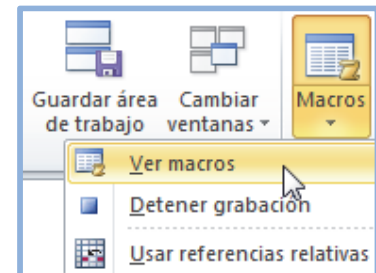 Guardar área
de trabajo
Cambiar
ventanas
Macros
Ver macros
Detener grabación
Usar referencias relativas